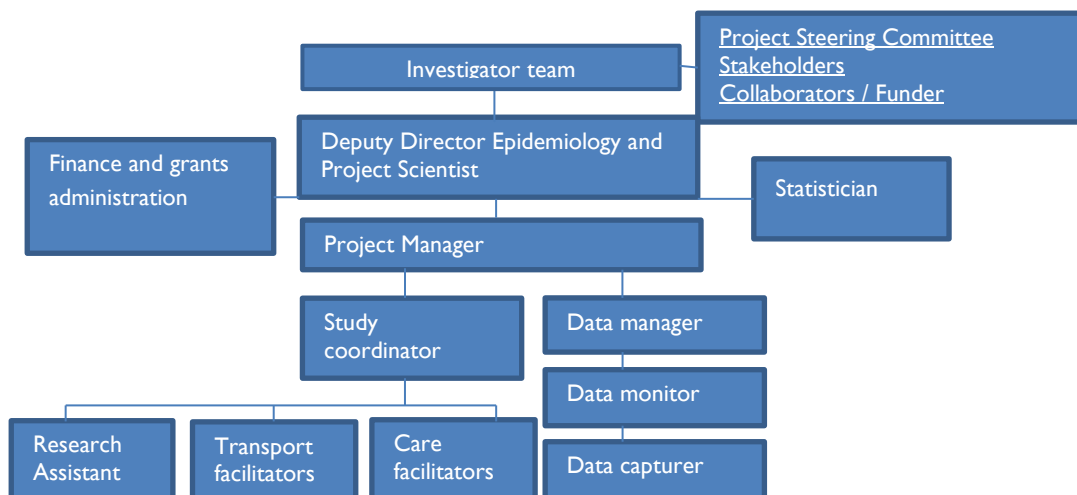 Investigator team
Project Steering Committee
Stakeholders
Collaborators / Funder
Deputy Director Epidemiology and
Project Scientist
Finance and grants
administration
Statistician
Project Manager
Study
coordinator
Data manager
Data monitor
Research
Assistant
Transport
facilitators
Care
facilitators
Data capturer